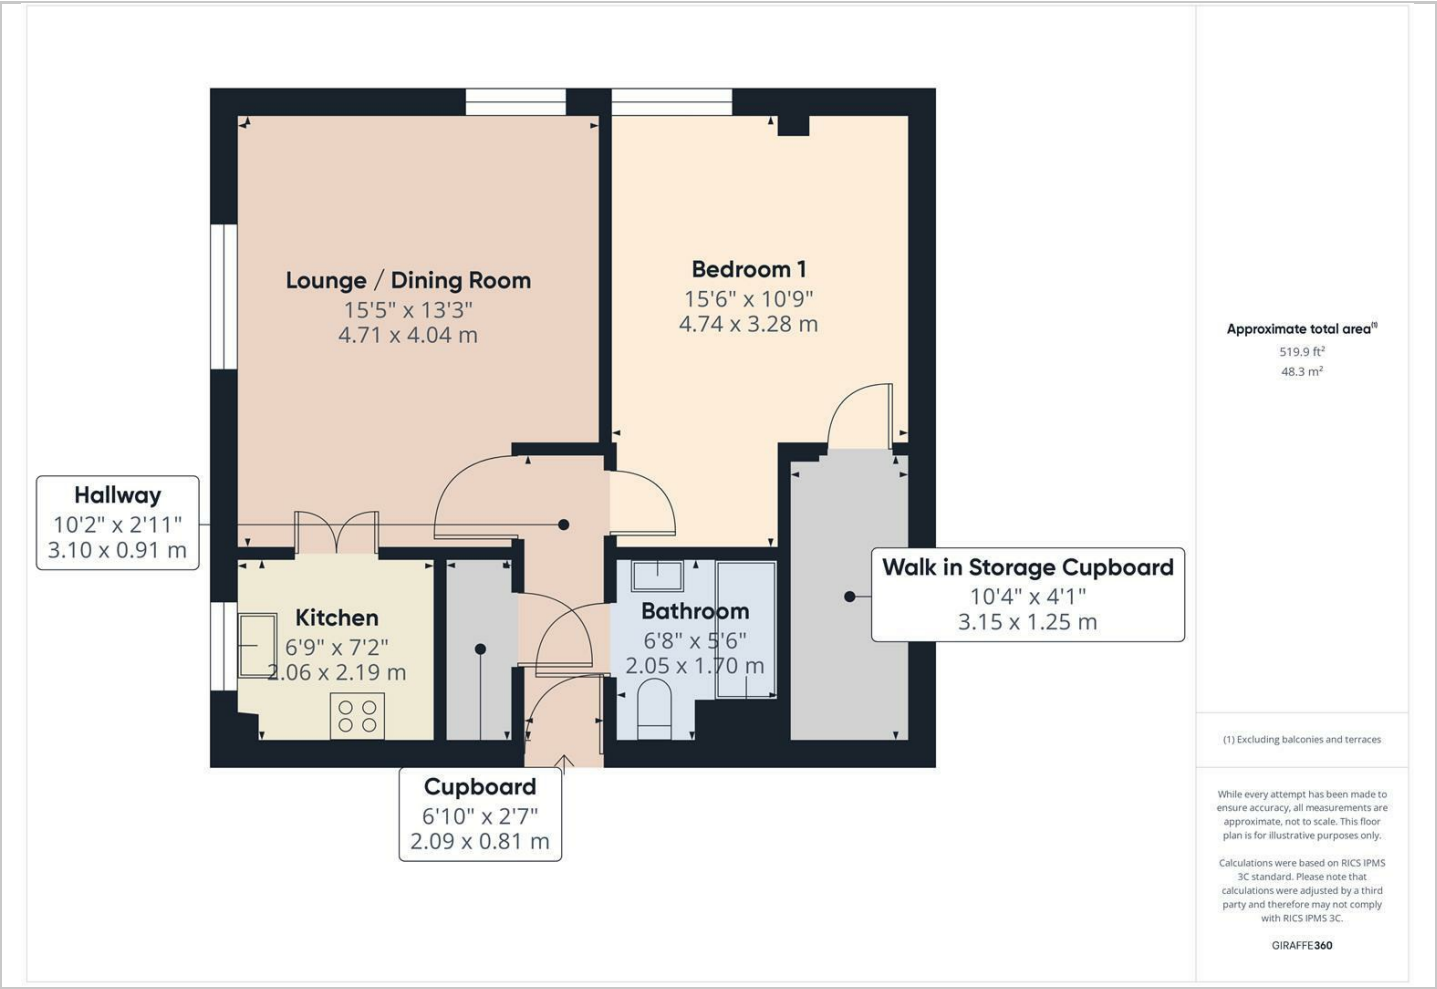 Lounge / Dining Room
15'5" x 13'3"
4.71 x 4.04 m
Bedroom 1
15'6" x 10'9"
4.74 x 3.28 m
Hallway
10'2" x 2'11"
3.10 x 0.91 m
Kitchen
6'9" x 7'2"
2.06 x 2.19 m
Bathroom
6'8" x 5'6"
2.05 x 1.70 m
Walk in Storage Cupboard
10'4" x 4'1"
3.15 x 1.25 m
Cupboard
6'10" x 2'7"
2.09 x 0.81 m
Approximate total area⁽¹⁾
519.9 ft²
48.3 m²
(1) Excluding balconies and terraces
While every attempt has been made to
ensure accuracy, all measurements are
approximate, not to scale. This floor
plan is for illustrative purposes only.
Calculations were based on RICS IPMS
3C standard. Please note that
calculations were adjusted by a third
party and therefore may not comply
with RICS IPMS 3C.
GIRAFFE360